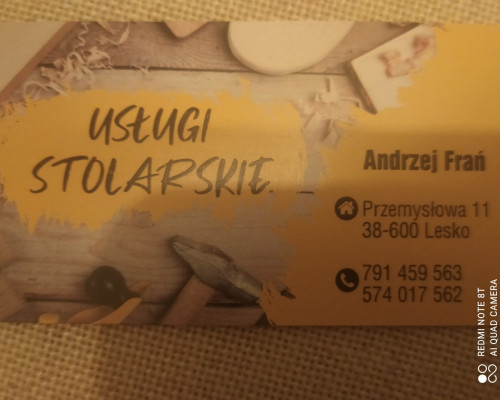 USŁUGI
STOLARSKIE
Andrzej Frań
Przemysłowa 11
38-600 Lesko
791 459 563
574 017 562
REDMI NOTE 8T
AI QUAD CAMERA